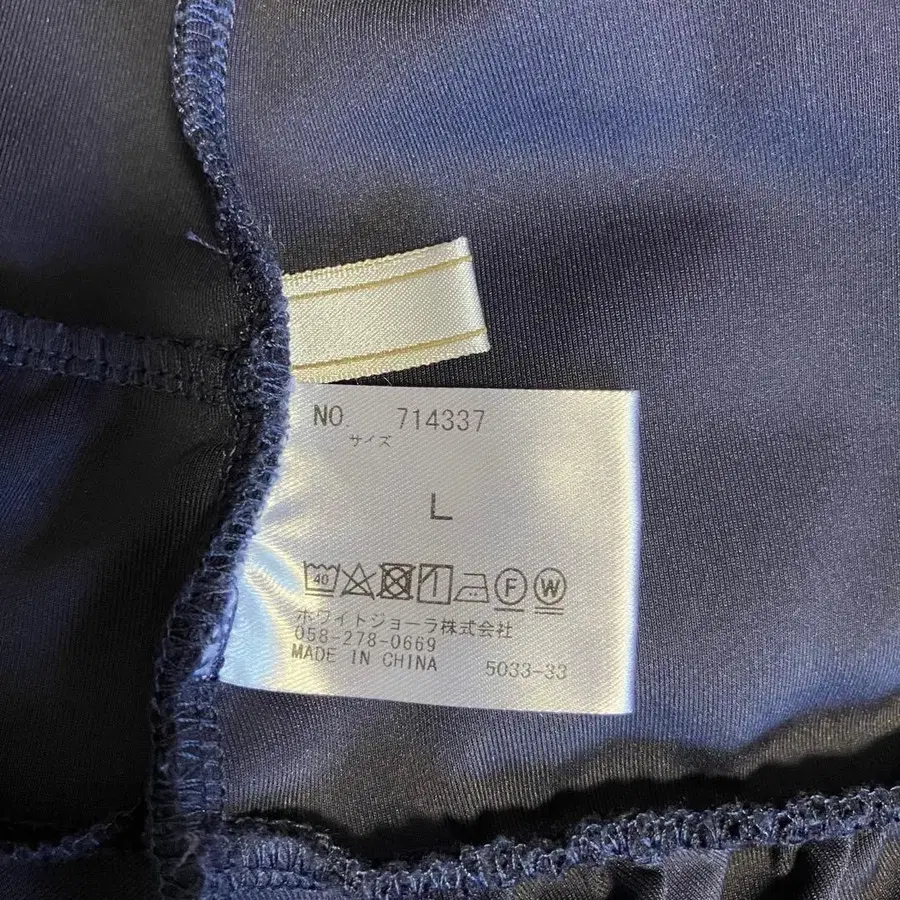 NO. 714337
サイズ
L
40 F W
ホワイトジョーラ株式会社
058-278-0669
MADE IN CHINA 5033-33